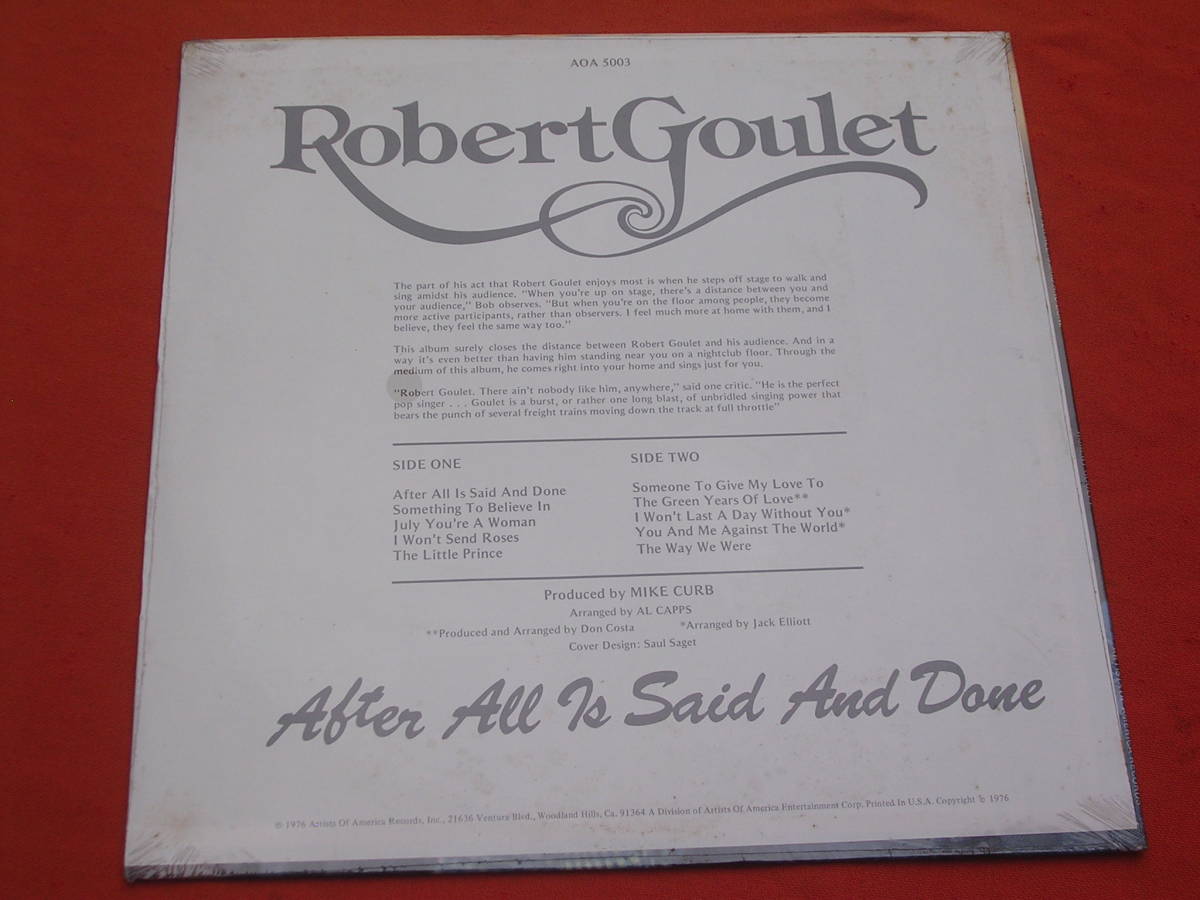 AOA 5003
Robert Goulet
The part of his act that Robert Goulet enjoys most is when he steps off stage to walk and
sing amidst his audience. "When you're up on stage, there's a distance between you and
your audience," Bob observes. "But when you're on the floor among people, they become
more active participants, rather than observers. I feel much more at home with them, and I
believe, they feel the same way too."
This album surely closes the distance between Robert Goulet and his audience. And in a
way it's even better than having him standing near you on a nightclub floor. Through the
medium of this album, he comes right into your home and sings just for you.
"Robert Goulet. There ain't nobody like him, anywhere," said one critic. "He is the perfect
pop singer . . . Goulet is a burst, or rather one long blast, of unbridled singing power that
bears the punch of several freight trains moving down the track at full throttle"
SIDE ONE
After All Is Said And Done
Something To Believe In
July You're A Woman
I Won't Send Roses
The Little Prince
SIDE TWO
Someone To Give My Love To
The Green Years Of Love**
I Won't Last A Day Without You*
You And Me Against The World*
The Way We Were
Produced by MIKE CURB
Arranged by AL CAPPS
**Produced and Arranged by Don Costa *Arranged by Jack Elliott
Cover Design: Saul Saget
After All Is Said And Done
© 1976 Artists Of America Records, Inc., 21636 Ventura Blvd., Woodland Hills, Ca. 91364 A Division of Artists Of America Entertainment Corp. Printed In U.S.A. Copyright ℗ 1976